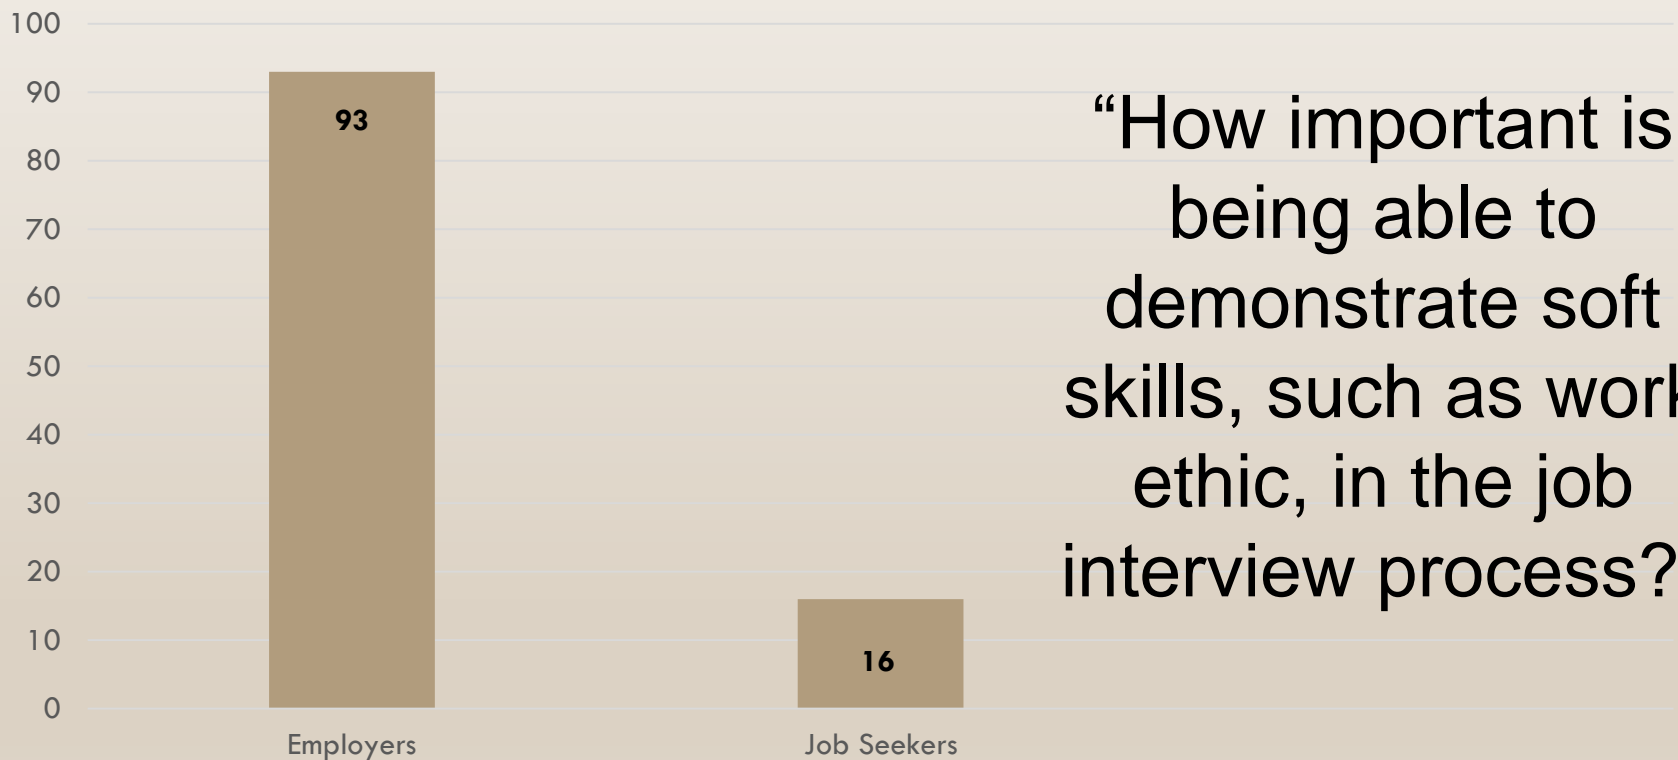 100
90
80
70
60
50
40
30
20
10
0
93
16
Employers
Job Seekers
“How important is
being able to
demonstrate soft
skills, such as work
ethic, in the job
interview process?